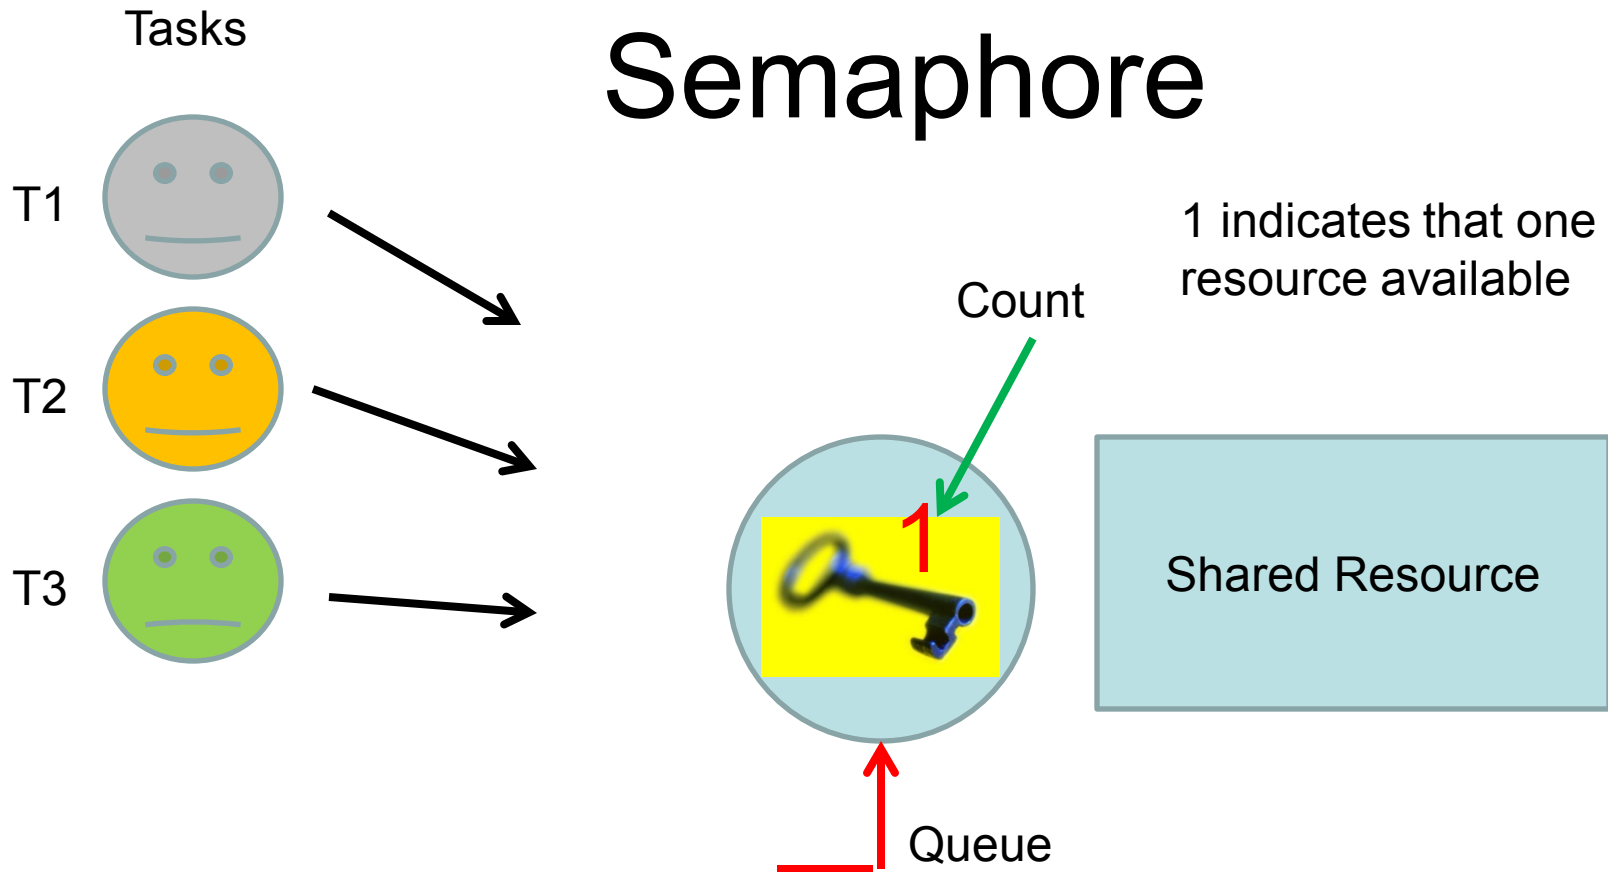 Tasks
Semaphore
T1
1 indicates that one
resource available
Count
T2
1
T3
Shared Resource
Queue